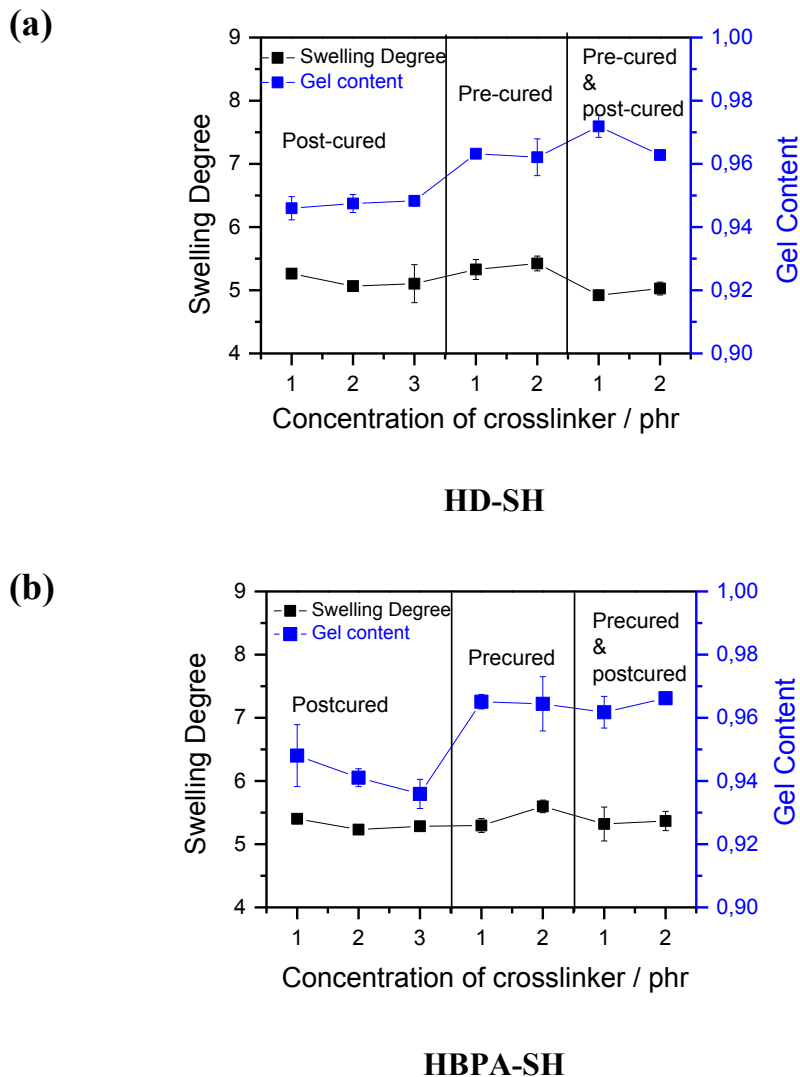 (a)
Swelling Degree
Gel content
Post-cured
Pre-cured
Pre-cured
&
post-cured
9
8
7
6
5
4
Swelling Degree
1,00
0,98
0,96
0,94
0,92
0,90
Gel Content
1 2 3 1 2 1 2
Concentration of crosslinker / phr
HD-SH
(b)
Swelling Degree
Gel content
Postcured
Precured
Precured
&
postcured
9
8
7
6
5
4
Swelling Degree
1,00
0,98
0,96
0,94
0,92
0,90
Gel Content
1 2 3 1 2 1 2
Concentration of crosslinker / phr
HBPA-SH